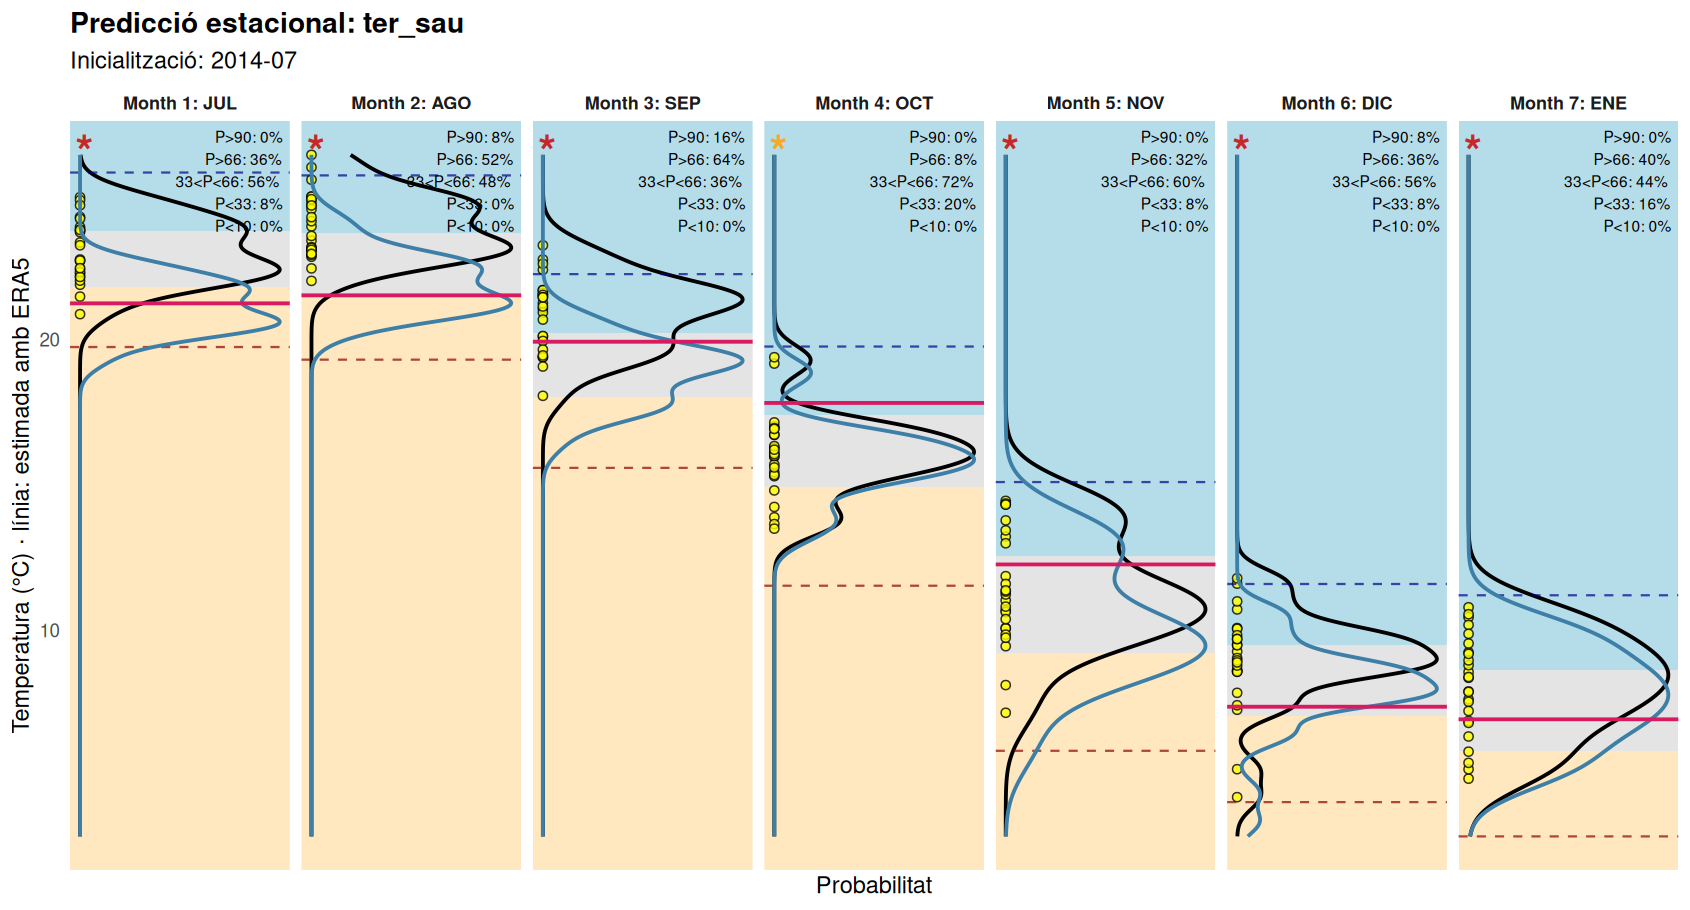 Predicció estacional: ter_sau
Inicialització: 2014-07
Month 1: JUL
Month 2: AGO
Month 3: SEP
Month 4: OCT
Month 5: NOV
Month 6: DIC
Month 7: ENE
P>90: 0%
P>66: 36%
33<P<66: 56%
P<33: 8%
P<10: 0%
P>90: 8%
P>66: 52%
33<P<66: 48%
P<33: 0%
P<10: 0%
P>90: 16%
P>66: 64%
33<P<66: 36%
P<33: 0%
P<10: 0%
P>90: 0%
P>66: 8%
33<P<66: 72%
P<33: 20%
P<10: 0%
P>90: 0%
P>66: 32%
33<P<66: 60%
P<33: 8%
P<10: 0%
P>90: 8%
P>66: 36%
33<P<66: 56%
P<33: 8%
P<10: 0%
P>90: 0%
P>66: 40%
33<P<66: 44%
P<33: 16%
P<10: 0%
Temperatura (°C) · línia: estimada amb ERA5
20
10
Probabilitat